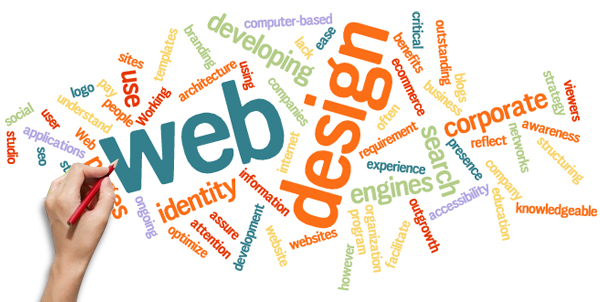 computer-based
developing
branding
templates
sites
use
Working
architecture
using
lack
ease
design
critical
benefits
outstanding
ecommerce
business
blogs
strategy
viewers
corporate
awareness
networks
structuring
reflect
presence
search
engines
experience
requirement
often
internet
companies
web
logo
pay
people
understand
user
social
studio
seo
applications
Web
ongoing
identity
information
assure
attention
optimize
development
website
websites
however
program
organization
facilitate
outgrowth
accessibility
company
education
knowledgeable